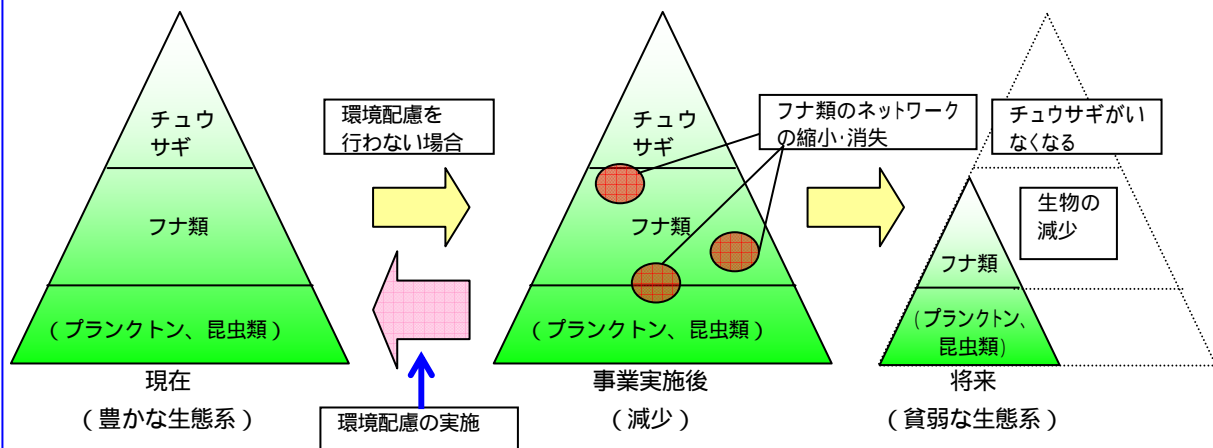 チュウ
サギ
フナ類
(プランクトン、昆虫類)
現在
(豊かな生態系)
環境配慮を
行わない場合
環境配慮の実施
チュウ
サギ
フナ類
(プランクトン、昆虫類)
事業実施後
(減少)
フナ類のネットワーク
の縮小・消失
チュウサギがい
なくなる
生物の
減少
フナ類
(プランクトン、
昆虫類)
将来
(貧弱な生態系)